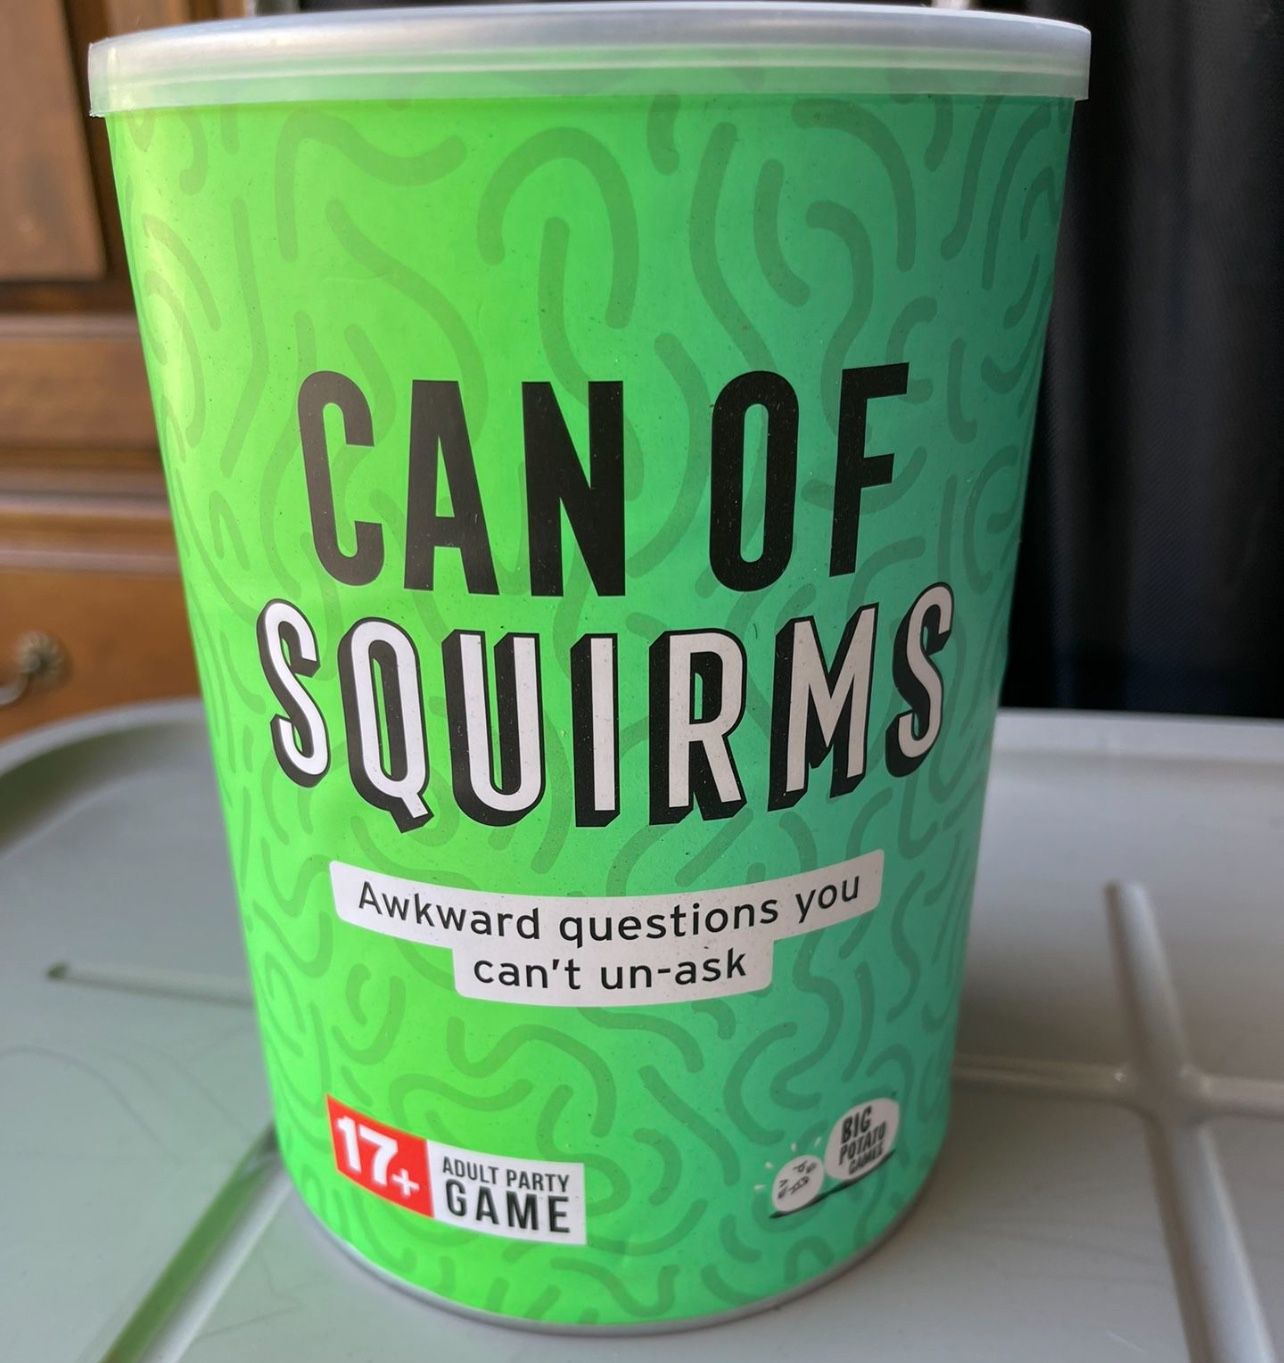 CAN OF
SQUIRMS
Awkward questions you
can't un-ask
17+
ADULT PARTY
GAME
BIG
POTATO
GAMES